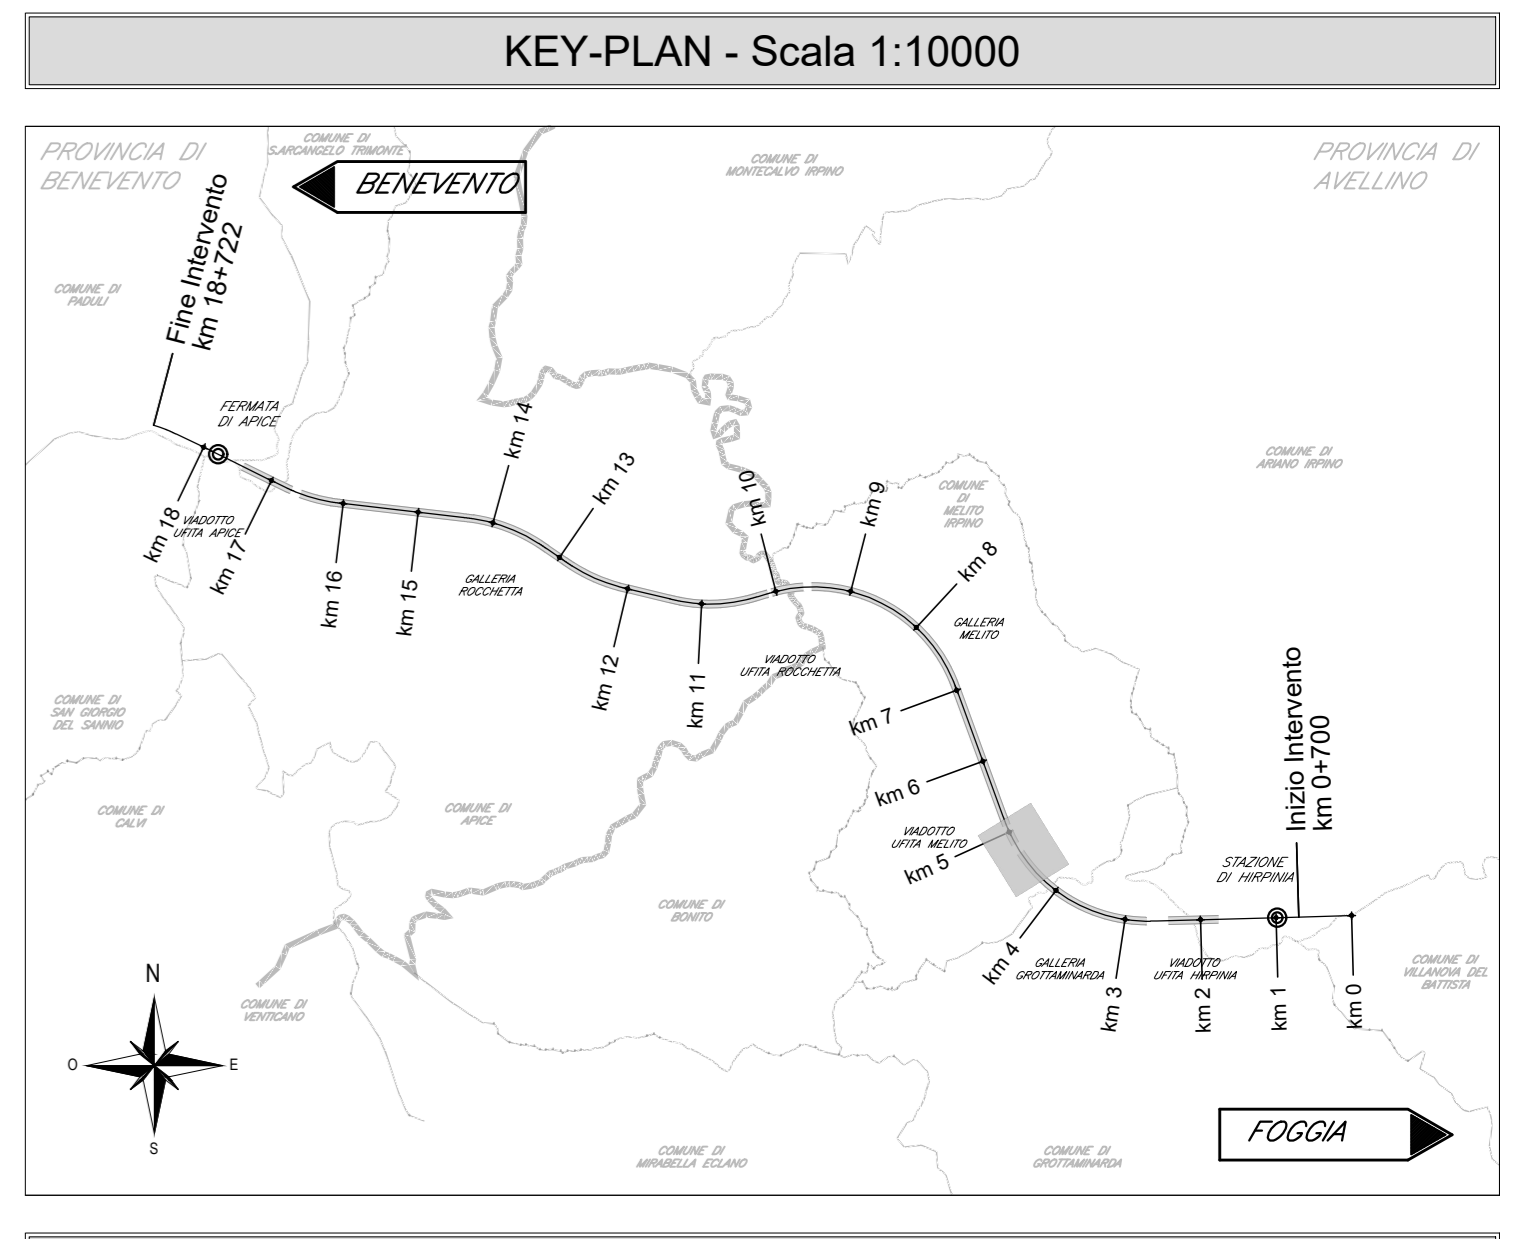 KEY-PLAN - Scala 1:10000
PROVINCIA DI
BENEVENTO
COMUNE DI
S.ARCANGELO TRIMONTE
BENEVENTO
COMUNE DI
MONTECALVO IRPINO
PROVINCIA DI
AVELLINO
Fine Intervento
km 18+722
COMUNE DI
PADULI
FERMATA
DI APICE
km 14
km 13
km 10
km 9
COMUNE
DI
MELITO
IRPINO
COMUNE DI
ARIANO IRPINO
km 18
VIADOTTO
UFITA APICE
km 17
km 16
km 15
GALLERIA
ROCCHETTA
km 8
GALLERIA
MELITO
km 12
km 11
VIADOTTO
UFITA ROCCHETTA
km 7
COMUNE DI
SAN GIORGIO
DEL SANNIO
Inizio Intervento
km 0+700
km 6
COMUNE DI
CALVI
COMUNE DI
APICE
VIADOTTO
UFITA MELITO
km 5
STAZIONE
DI HIRPINIA
COMUNE DI
BONITO
km 4
GALLERIA
GROTTAMINARDA
km 3
VIADOTTO
UFITA HIRPINIA
km 2
km 1
km 0
COMUNE DI
VILLANOVA DEL
BATTISTA
COMUNE DI
VENTICANO
N
O
E
S
FOGGIA
COMUNE DI
MIRABELLA ECLANO
COMUNE DI
GROTTAMINARDA